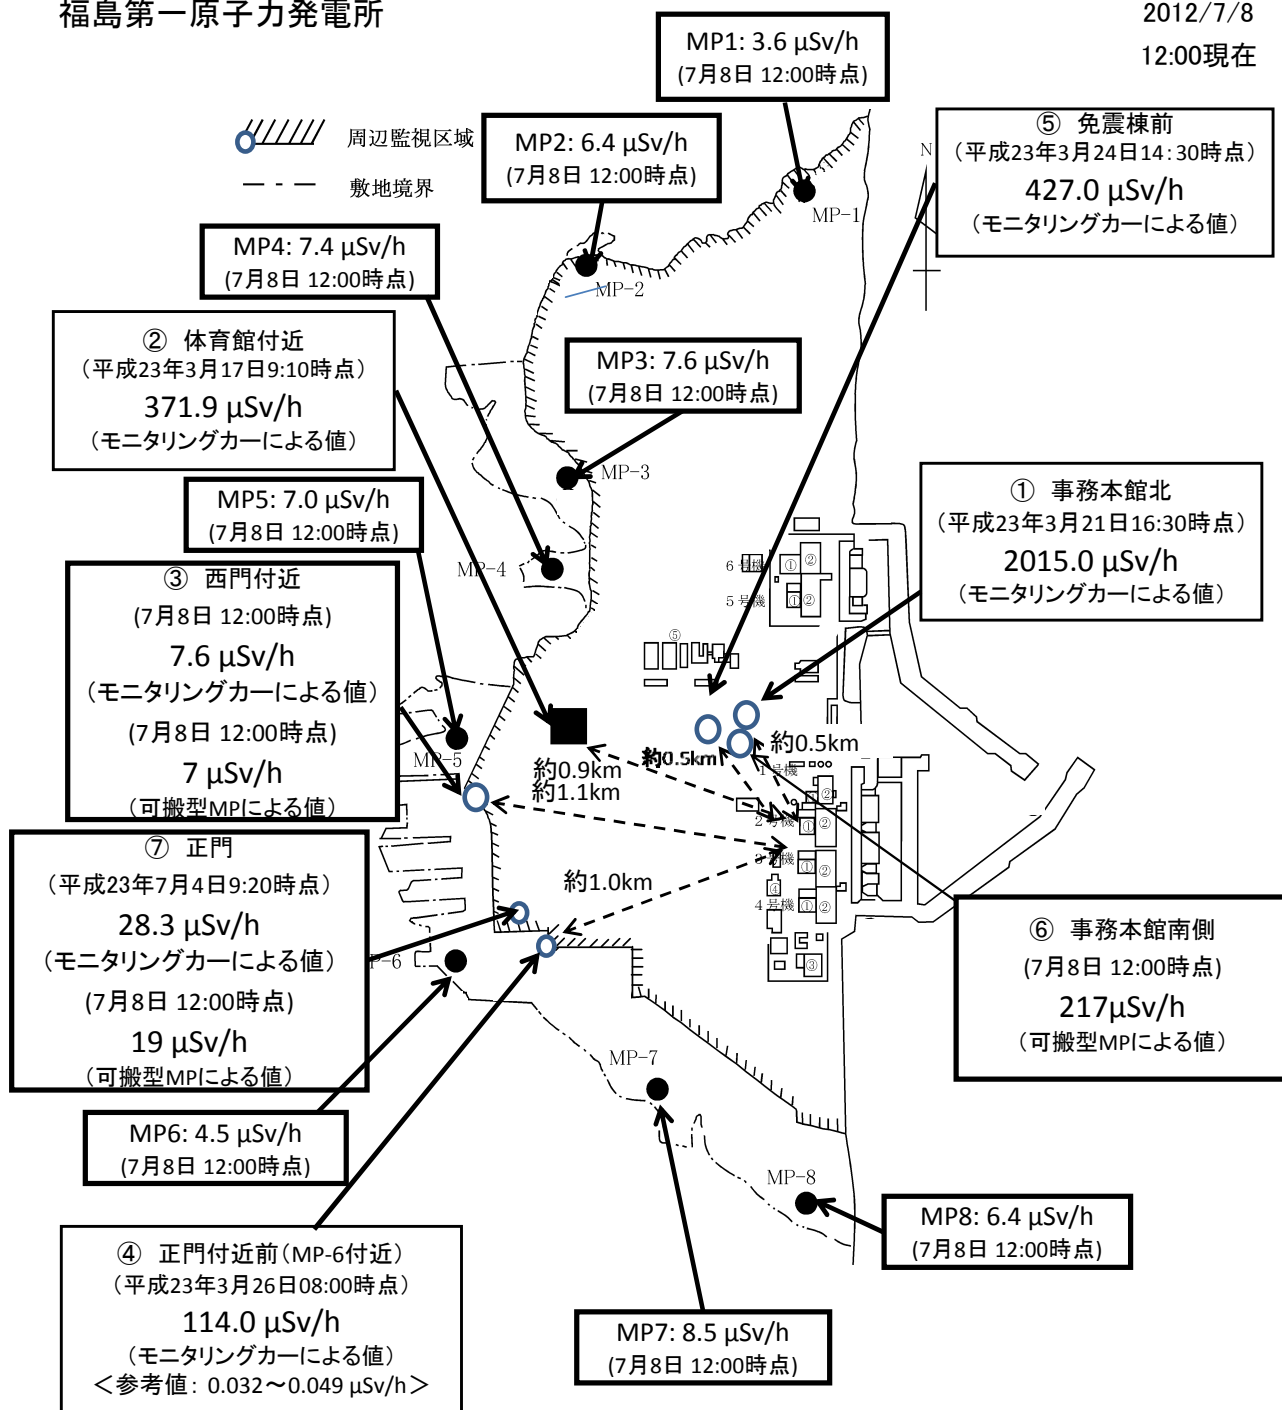 福島第一原子力発電所
2012/7/8
12:00現在
MP1: 3.6 μSv/h
(7月8日 12:00時点)
周辺監視区域
敷地境界
MP2: 6.4 μSv/h
(7月8日 12:00時点)
⑤ 免震棟前
(平成23年3月24日14:30時点)
427.0 μSv/h
(モニタリングカーによる値)
N
MP-1
MP4: 7.4 μSv/h
(7月8日 12:00時点)
MP-2
② 体育館付近
(平成23年3月17日9:10時点)
371.9 μSv/h
(モニタリングカーによる値)
MP3: 7.6 μSv/h
(7月8日 12:00時点)
MP-3
MP5: 7.0 μSv/h
(7月8日 12:00時点)
① 事務本館北
(平成23年3月21日16:30時点)
2015.0 μSv/h
(モニタリングカーによる値)
MP-4
6号機
① ②
5号機
① ②
③ 西門付近
(7月8日 12:00時点)
7.6 μSv/h
(モニタリングカーによる値)
(7月8日 12:00時点)
7 μSv/h
(可搬型MPによる値)
⑤
MP-5
約0.9km
約1.1km
約0.5km
約0.5km
1号機
②
2号機
① ②
3号機
① ②
4号機
① ②
④
③
約1.0km
⑦ 正門
(平成23年7月4日9:20時点)
28.3 μSv/h
(モニタリングカーによる値)
(7月8日 12:00時点)
19 μSv/h
(可搬型MPによる値)
P-6
⑥ 事務本館南側
(7月8日 12:00時点)
217μSv/h
(可搬型MPによる値)
MP-7
MP6: 4.5 μSv/h
(7月8日 12:00時点)
MP-8
MP8: 6.4 μSv/h
(7月8日 12:00時点)
④ 正門付近前(MP-6付近)
(平成23年3月26日08:00時点)
114.0 μSv/h
(モニタリングカーによる値)
<参考値: 0.032~0.049 μSv/h>
MP7: 8.5 μSv/h
(7月8日 12:00時点)